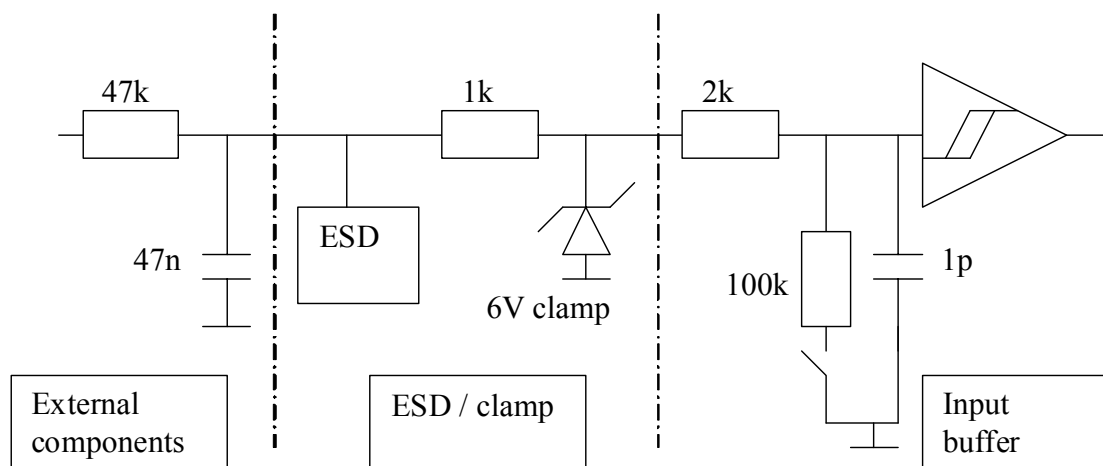 47k
1k
2k
ESD
47n
6V clamp
100k
1p
External
components
ESD / clamp
Input
buffer